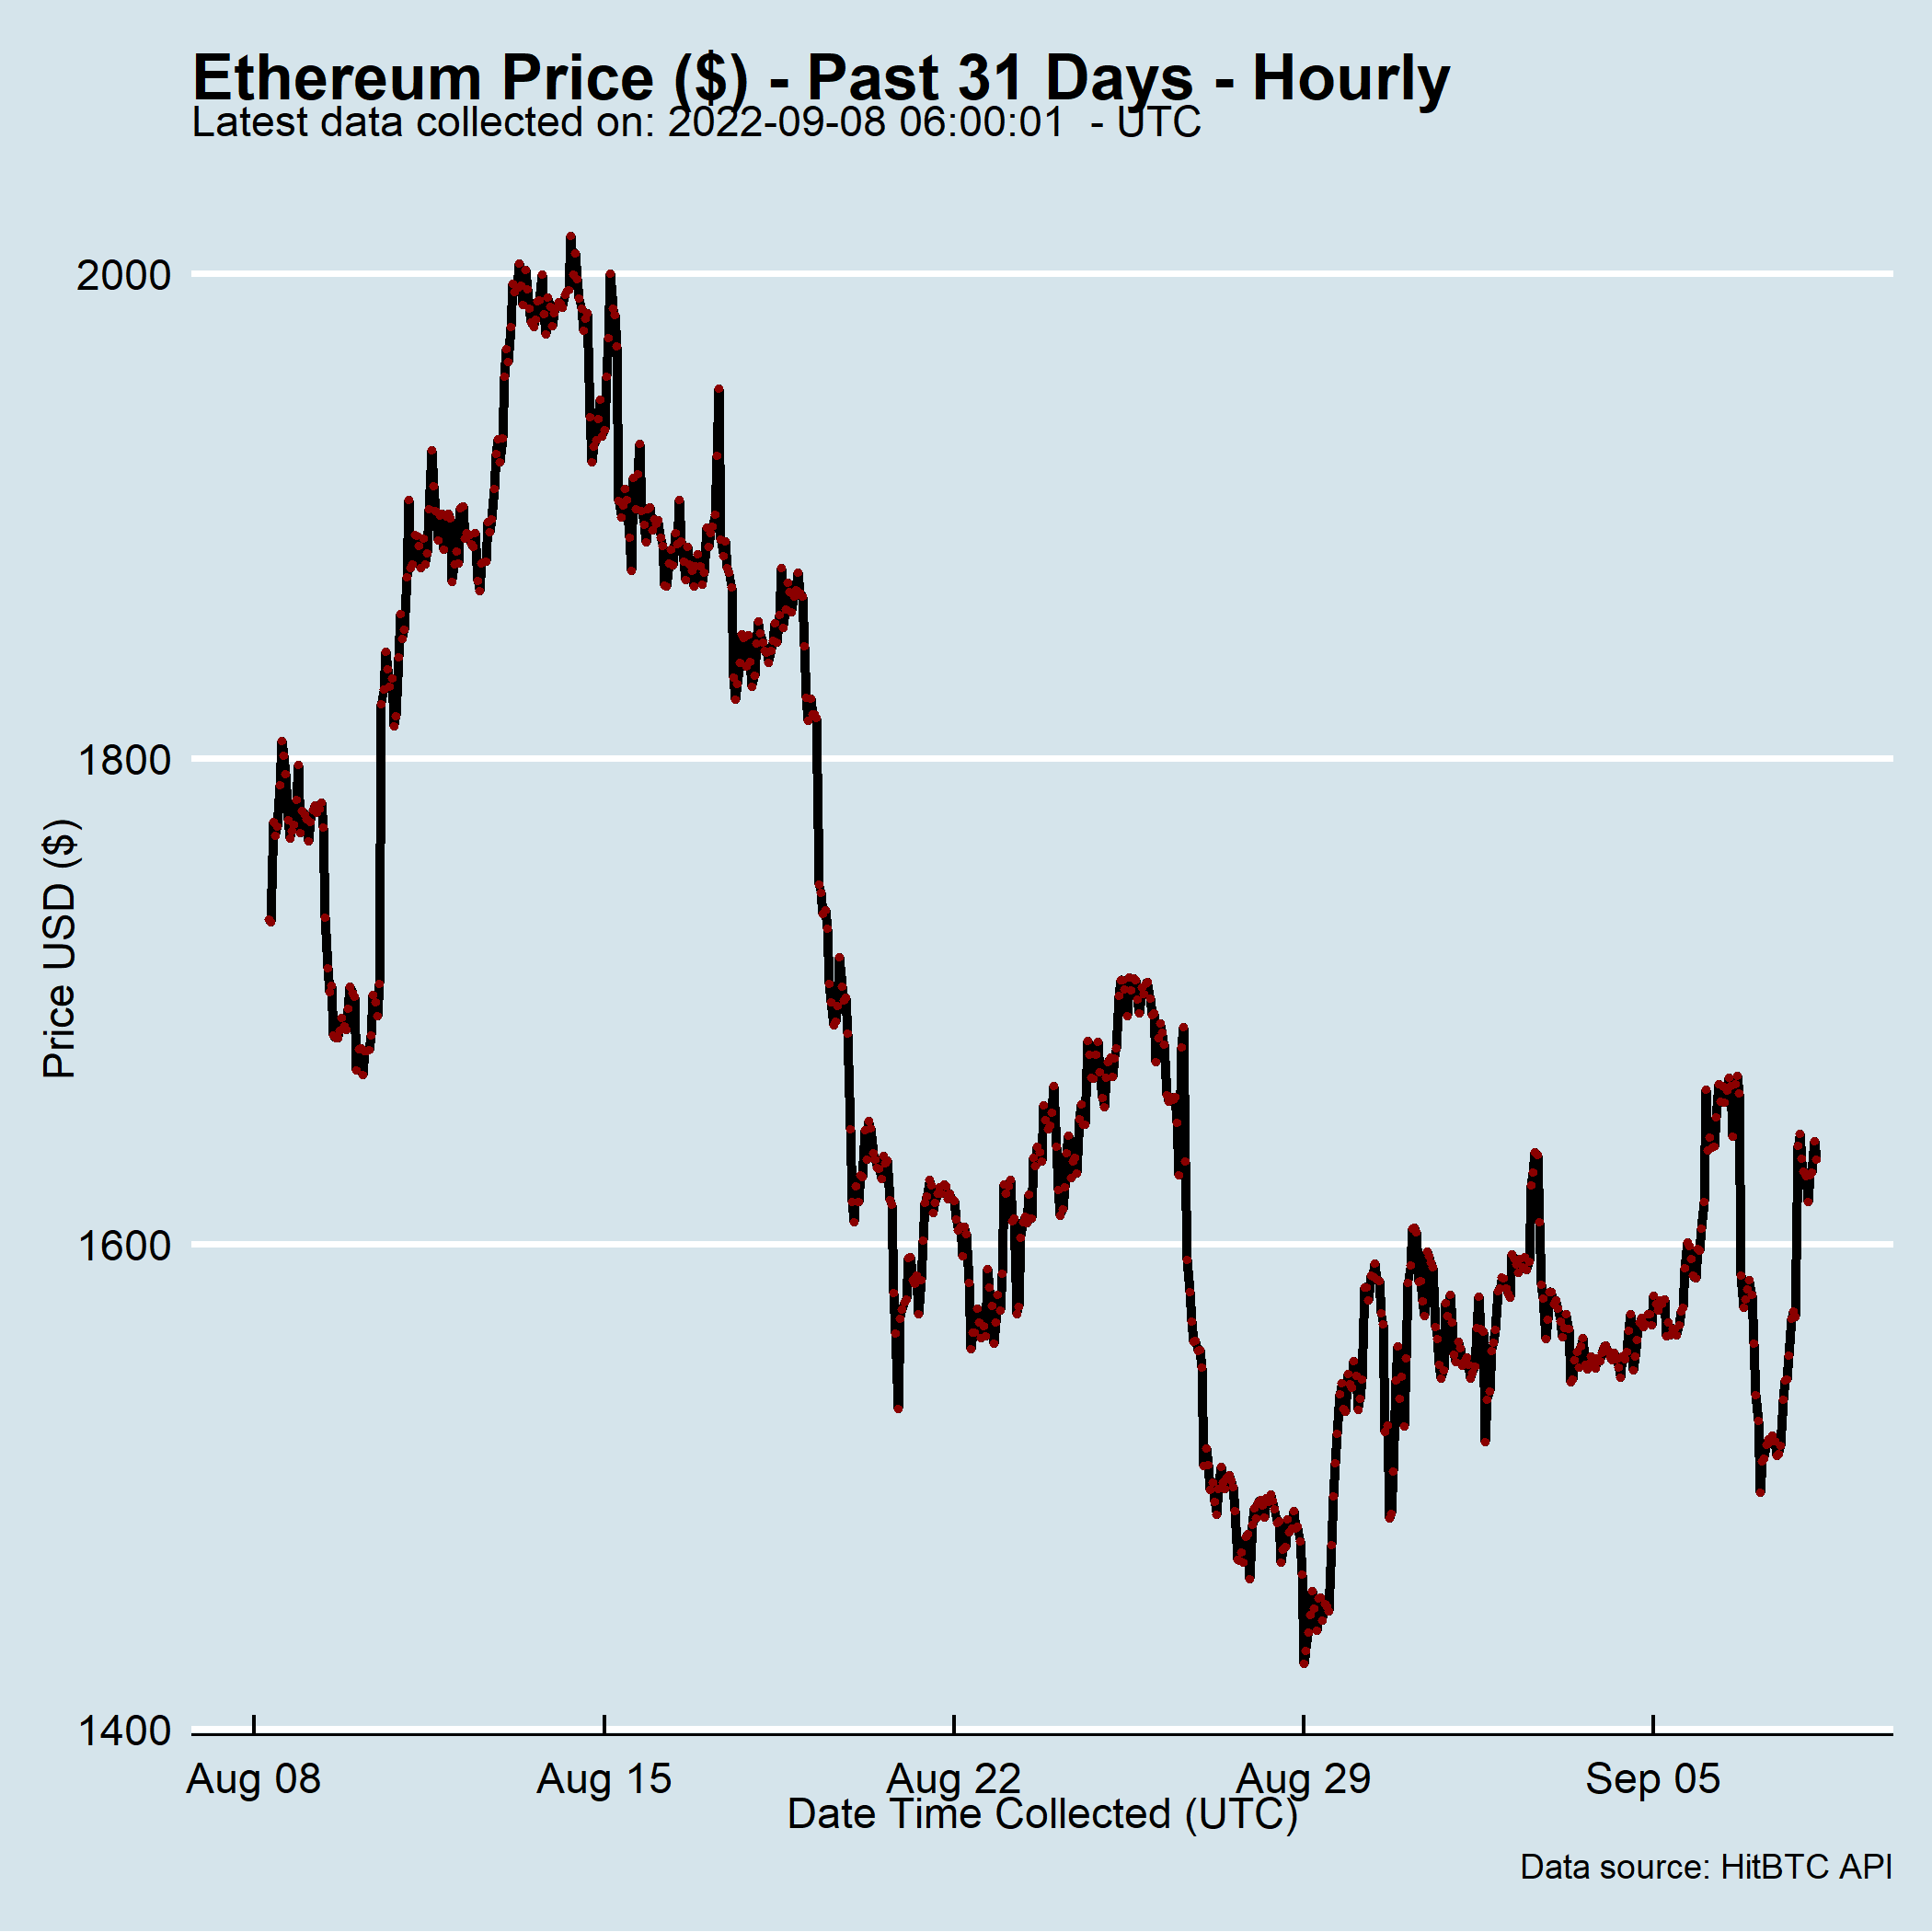 Ethereum Price ($) - Past 31 Days - Hourly
Latest data collected on: 2022-09-08 06:00:01  - UTC
2000
1800
1600
1400
Price USD ($)
Aug 08
Aug 15
Aug 22
Aug 29
Sep 05
Date Time Collected (UTC)
Data source: HitBTC API